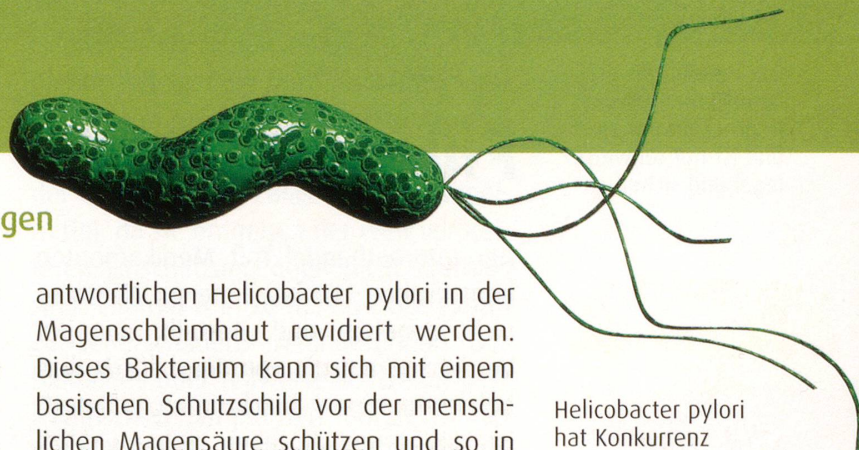 gen
antwortlichen Helicobacter pylori in der
Magenschleimhaut revidiert werden.
Dieses Bakterium kann sich mit einem
basischen Schutzschild vor der mensch-
lichen Magensäure schützen und so in
Helicobacter pylori
hat Konkurrenz